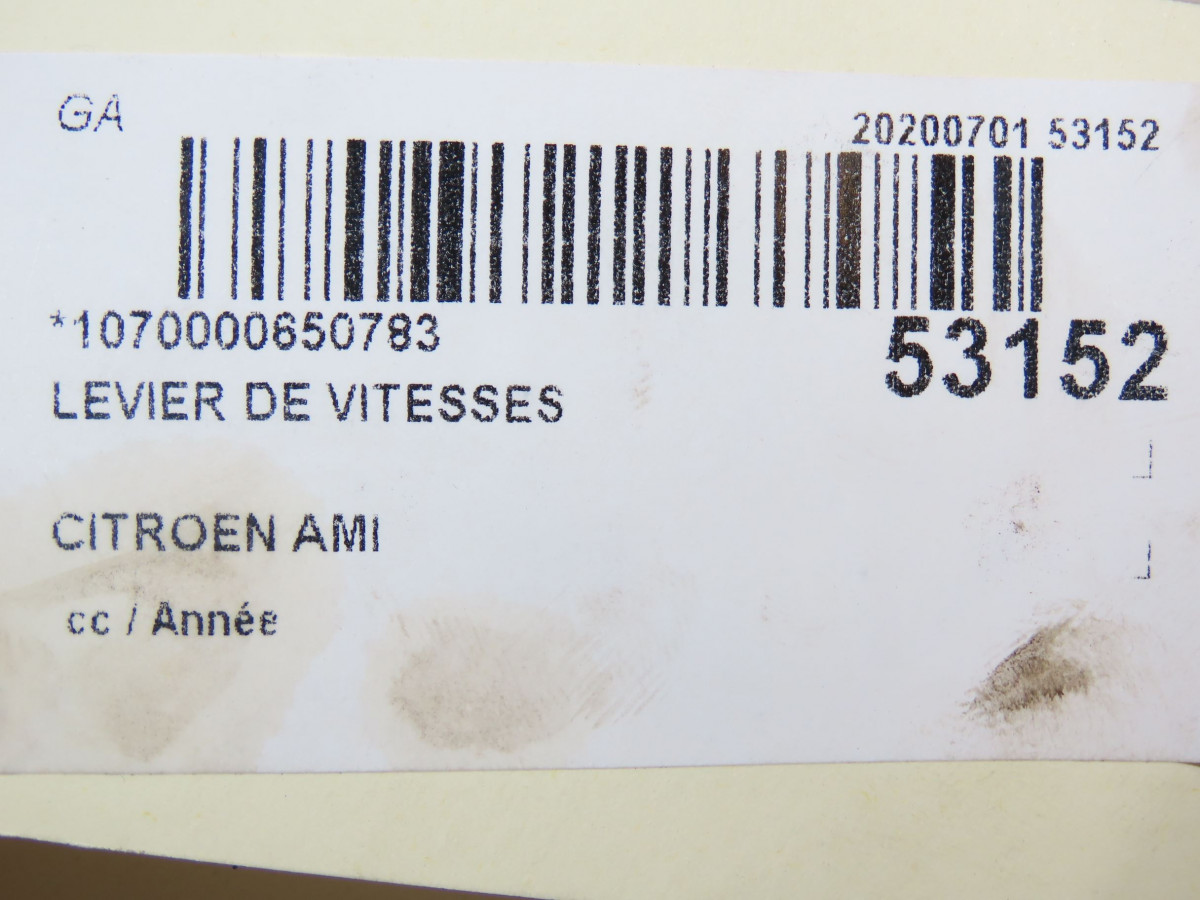 GA
20200701 53152
*1070000650783
53152
LEVIER DE VITESSES
CITROEN AMI
cc / Année